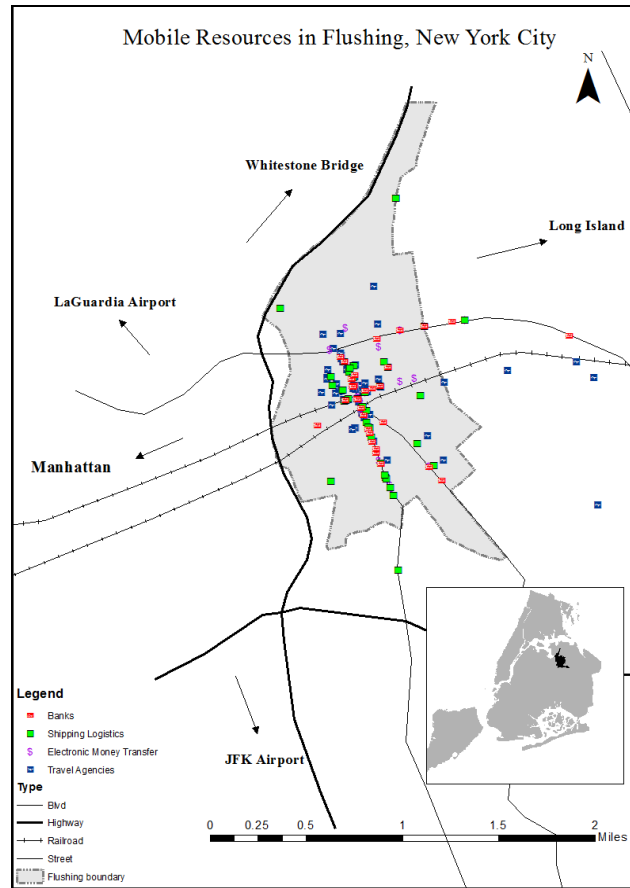 Mobile Resources in Flushing, New York City
N
Whitestone Bridge
Long Island
LaGuardia Airport
$
$
$
$
$
Manhattan
JFK Airport
Legend
Banks
Shipping Logistics
$ Electronic Money Transfer
Travel Agencies
Type
Blvd
Highway
Railroad
Street
Flushing boundary
0 0.25 0.5 1 1.5 2
Miles